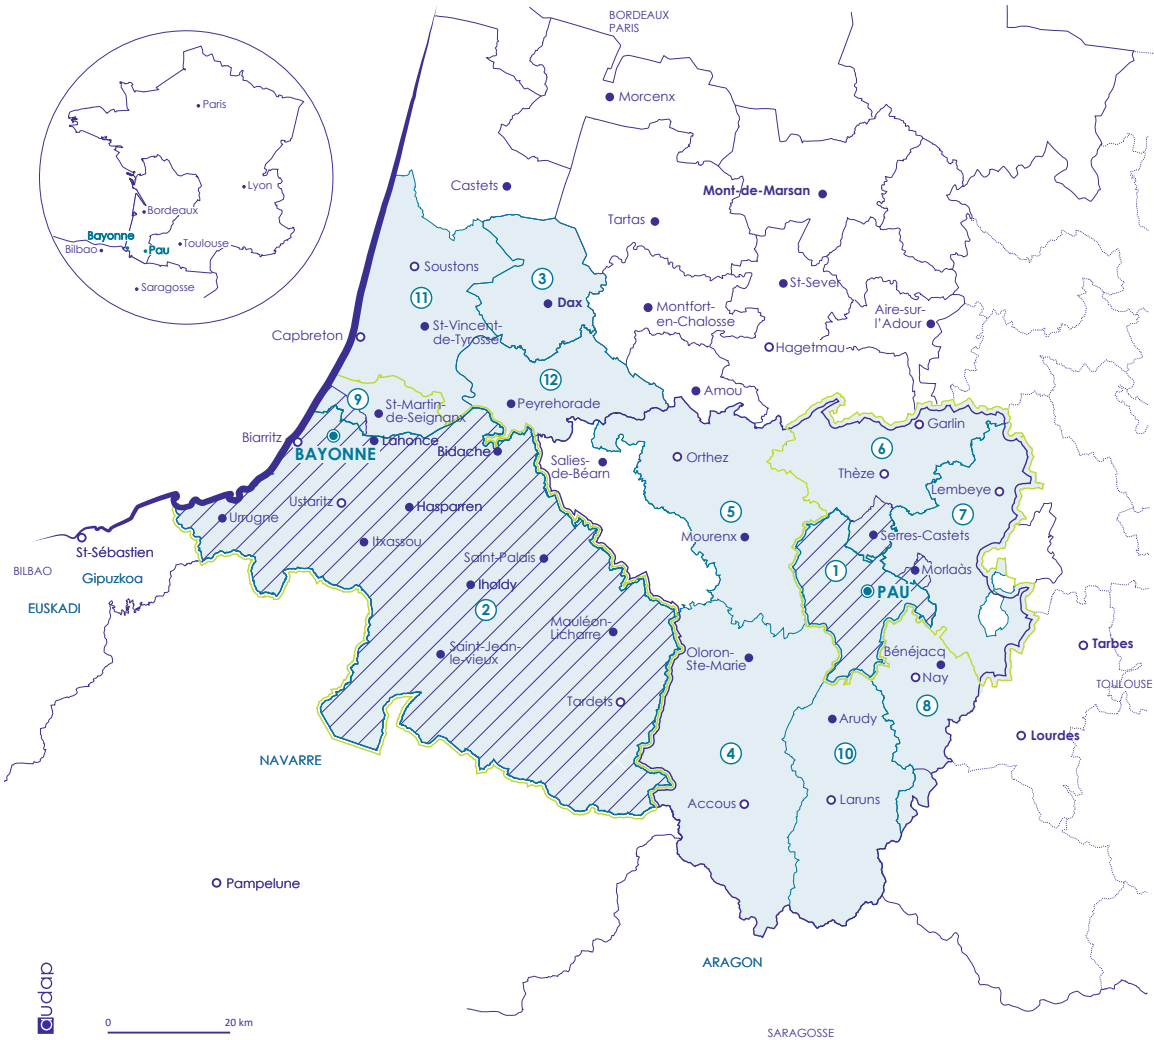 BORDEAUX
PARIS
Paris
Lyon
Bordeaux
Bayonne
Bilbao
Pau
Toulouse
Saragosse
Morcenx
Castets
Mont-de-Marsan
Tartas
Soustons
3
Dax
11
St-Sever
Montfort-
en-Chalosse
Aire-sur-
l'Adour
St-Vincent-
de-Tyrosse
Capbreton
Hagetmau
12
Amou
9
Peyrehorade
St-Martin-
de-Seignanx
Garlin
Biarritz
BAYONNE
Lahonce
Bidache
6
Orthez
Salies-
de-Béarn
Thèze
Lembeye
Ustaritz
Hasparren
5
7
Urrugne
Mourenx
Serres-Castets
St-Sébastien
Itxassou
Saint-Palais
BILBAO
Gipuzkoa
1
Morlaàs
Iholdy
PAU
EUSKADI
2
Mauléon-
Licharre
Tarbes
Saint-Jean-
le-vieux
Oloron-
Ste-Marie
Bénéjacq
Nay
TOULOUSE
Tardets
8
Arudy
Lourdes
NAVARRE
4
10
Accous
Laruns
Pampelune
ARAGON
audap
0
20 km
SARAGOSSE